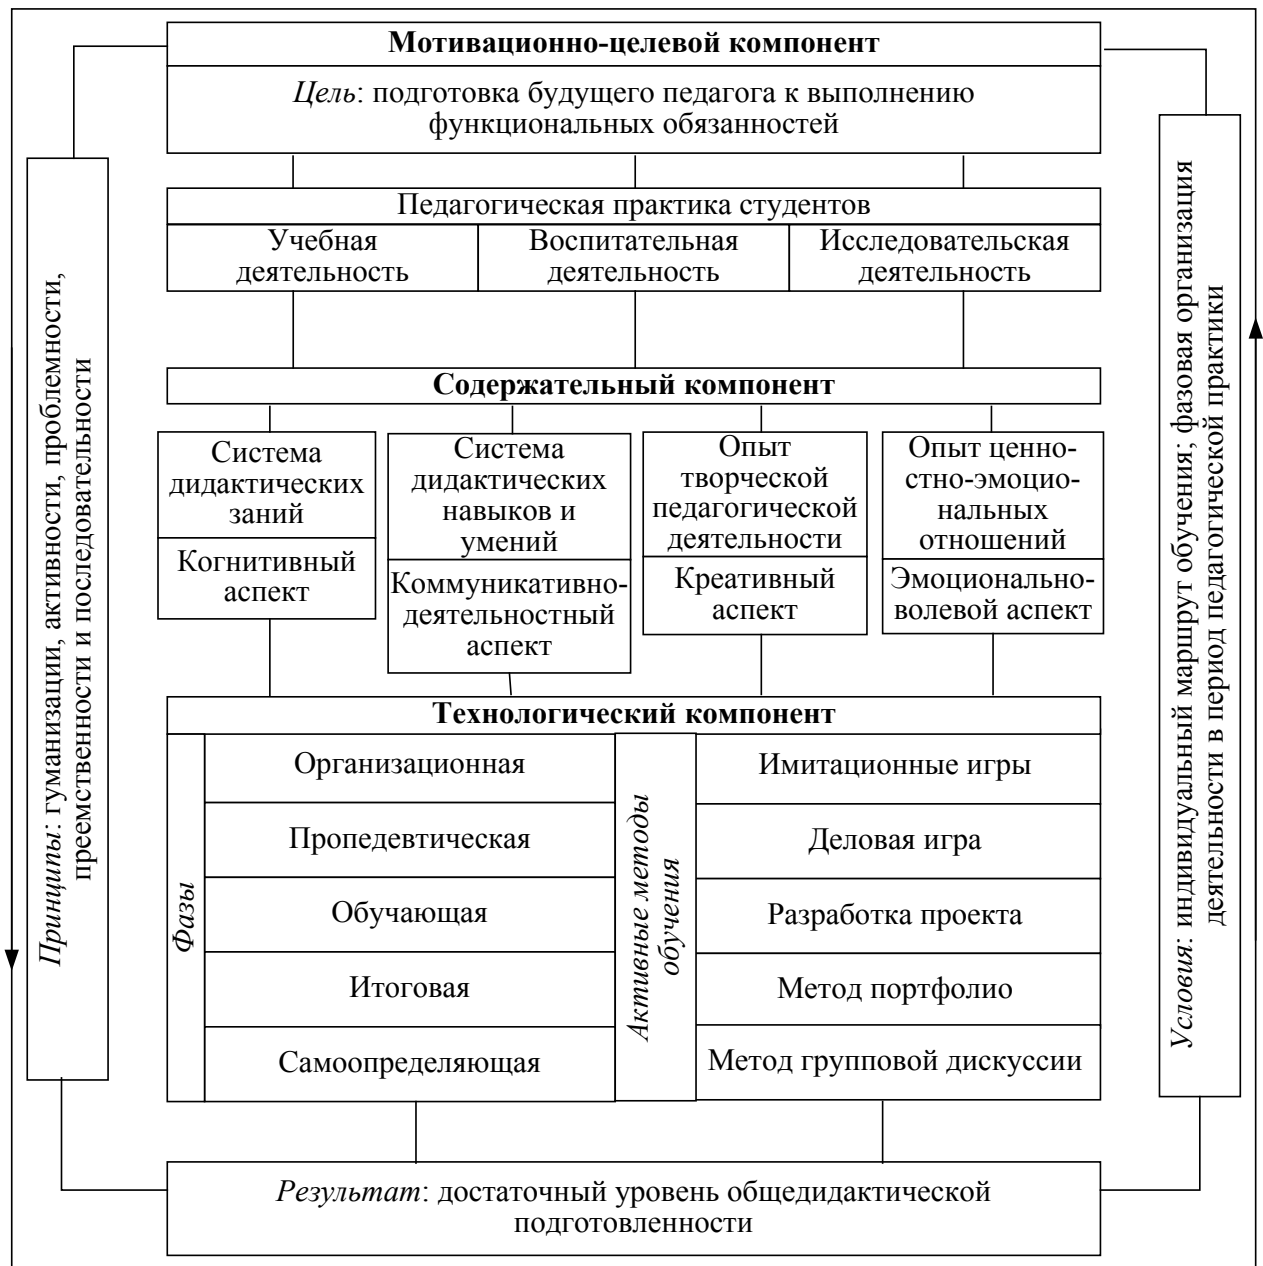 Мотивационно-целевой компонент
Цель: подготовка будущего педагога к выполнению
функциональных обязанностей
Принципы: гуманизации, активности, проблемности,
преемственности и последовательности
Условия: индивидуальный маршрут обучения; фазовая организация
деятельности в период педагогической практики
Педагогическая практика студентов
Учебная
деятельность
Воспитательная
деятельность
Исследовательская
деятельность
Содержательный компонент
Система
дидактических
заний
Когнитивный
аспект
Система
дидактических
навыков и
умений
Коммуникативно-
деятельностный
аспект
Опыт
творческой
педагогической
деятельности
Креативный
аспект
Опыт ценно-
стно-эмоцио-
нальных
отношений
Эмоционально-
волевой аспект
Технологический компонент
Фазы
Организационная
Пропедевтическая
Обучающая
Итоговая
Самоопределяющая
Активные методы
обучения
Имитационные игры
Деловая игра
Разработка проекта
Метод портфолио
Метод групповой дискуссии
Результат: достаточный уровень общедидактической
подготовленности